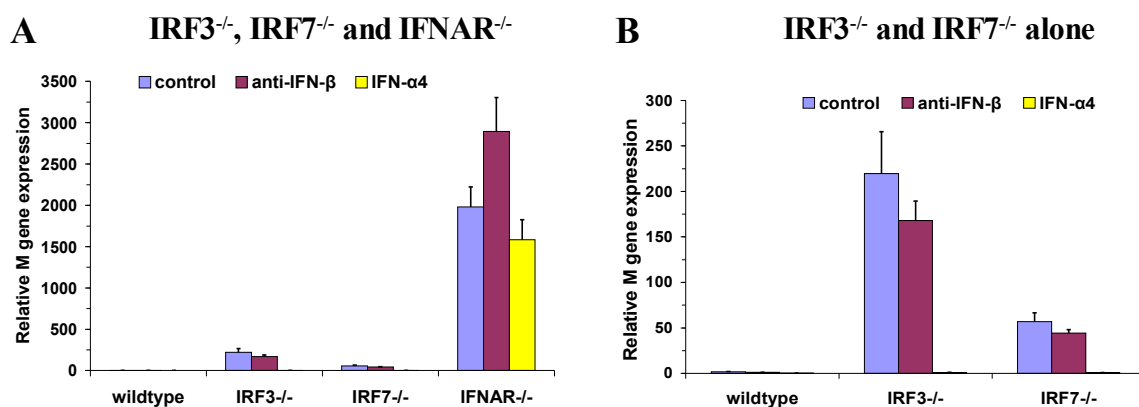 A
IRF3-/-, IRF7-/- and IFNAR-/-
control anti-IFN-β IFN-α4
Relative M gene expression
3500
3000
2500
2000
1500
1000
500
0
wildtype IRF3-/- IRF7-/- IFNAR-/-
B
IRF3-/- and IRF7-/- alone
control anti-IFN-β IFN-α4
Relative M gene expression
300
250
200
150
100
50
0
wildtype IRF3-/- IRF7-/-